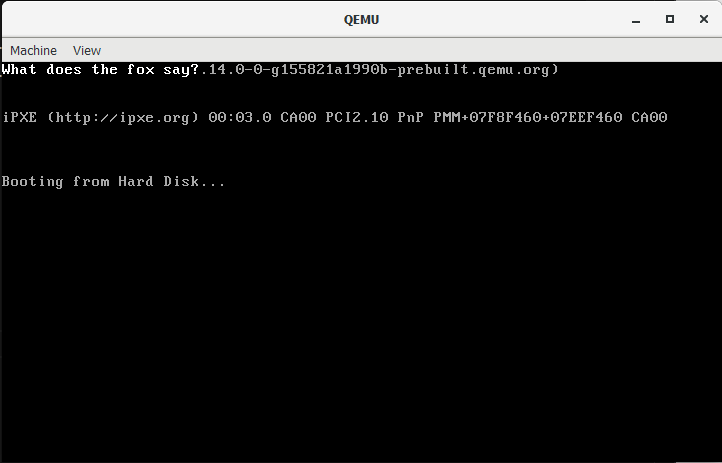 QEMU
Machine View
What does the fox say?.14.0-0-g155821a1990b-prebuilt.qemu.org)
iPXE (http://ipxe.org) 00:03.0 CA00 PCI2.10 PnP PMM+07F8F460+07EEF460 CA00
Booting from Hard Disk...